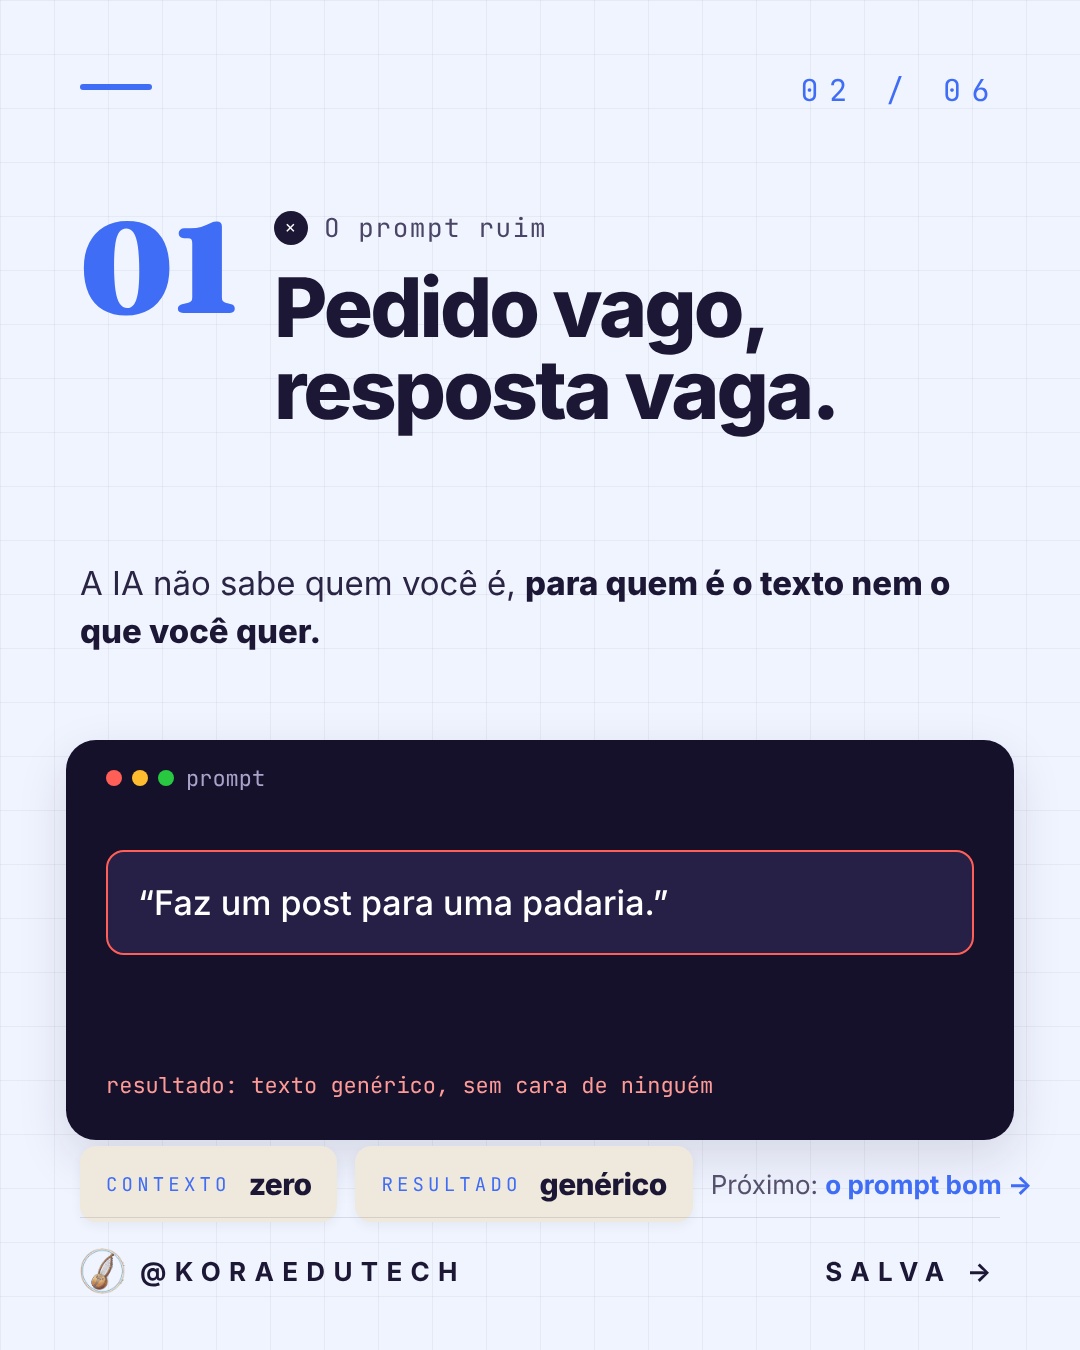 02 / 06
01
× O prompt ruim
Pedido vago,
resposta vaga.
A IA não sabe quem você é, para quem é o texto nem o
que você quer.
prompt
“Faz um post para uma padaria.”
resultado: texto genérico, sem cara de ninguém
CONTEXTO zero RESULTADO genérico Próximo: o prompt bom →
@KORAEDUTECH SALVA →